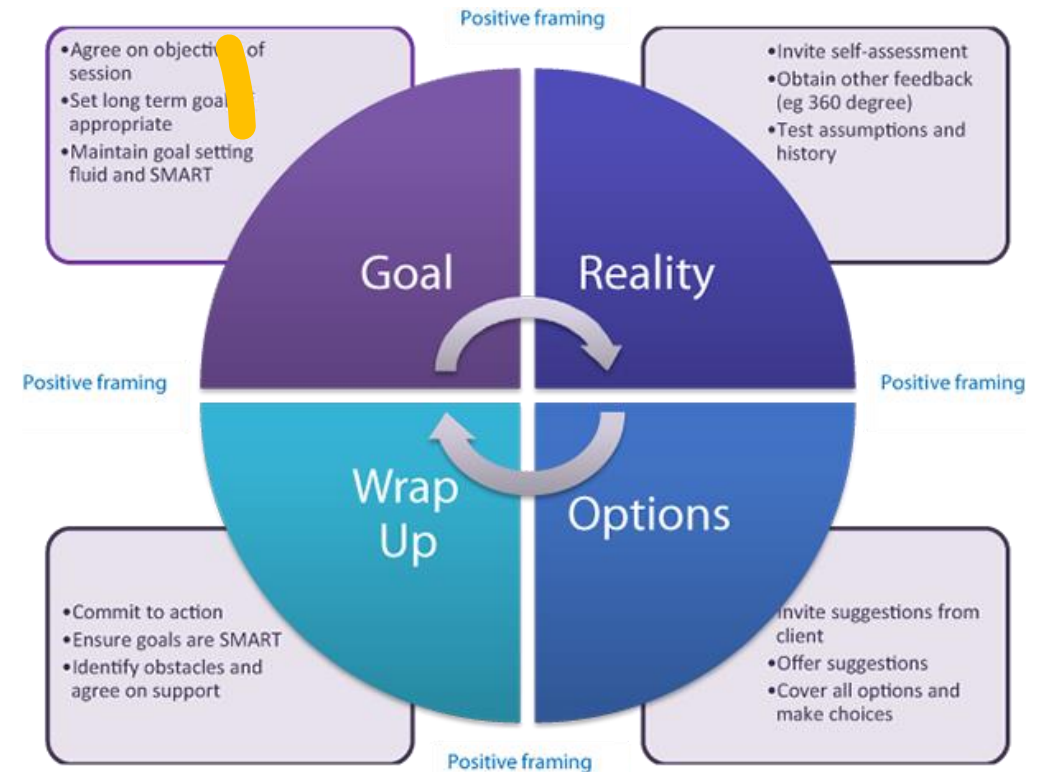 Positive framing
•Agree on of
session
•Set long term
appropriate
•Maintain goal setting
fluid and SMART
•Invite self-assessment
•Obtain other feedback
(eg 360 degree)
•Test assumptions and
history
Goal
Reality
Positive framing
Positive framing
Wrap
Up
Options
•Commit to action
•Ensure goals are SMART
•Identify obstacles and
agree on support
Invite suggestions from
client
•Offer suggestions
•Cover all options and
make choices
Positive framing